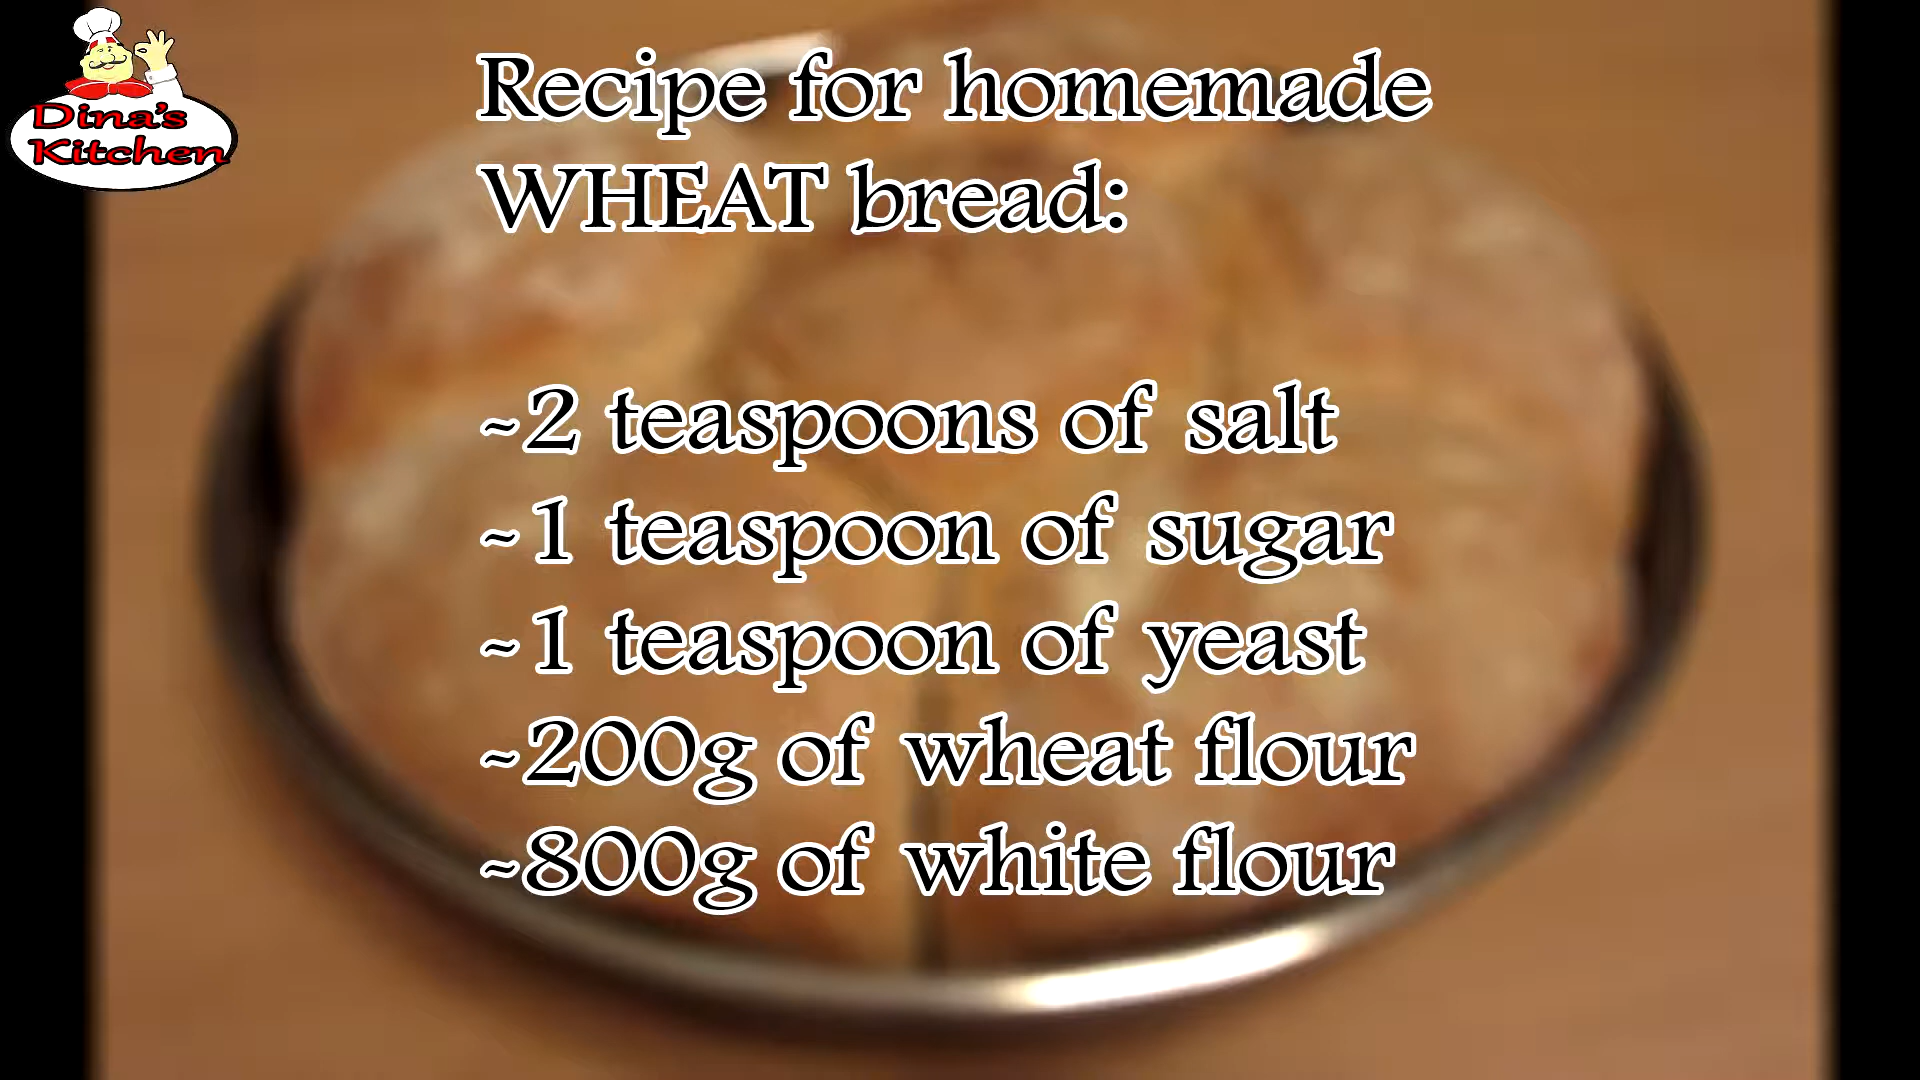 Dina's
Kitchen
Recipe for homemade
WHEAT bread:
~2 teaspoons of salt
~1 teaspoon of sugar
~1 teaspoon of yeast
~200g of wheat flour
~800g of white flour